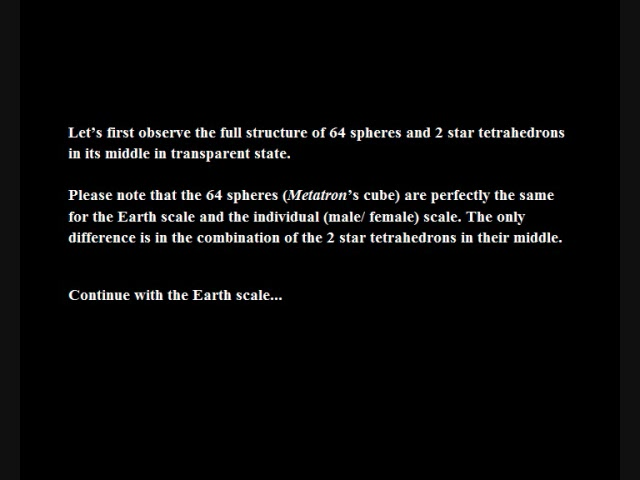 Let’s first observe the full structure of 64 spheres and 2 star tetrahedrons
in its middle in transparent state.
Please note that the 64 spheres (Metatron’s cube) are perfectly the same
for the Earth scale and the individual (male/ female) scale. The only
difference is in the combination of the 2 star tetrahedrons in their middle.
Continue with the Earth scale...